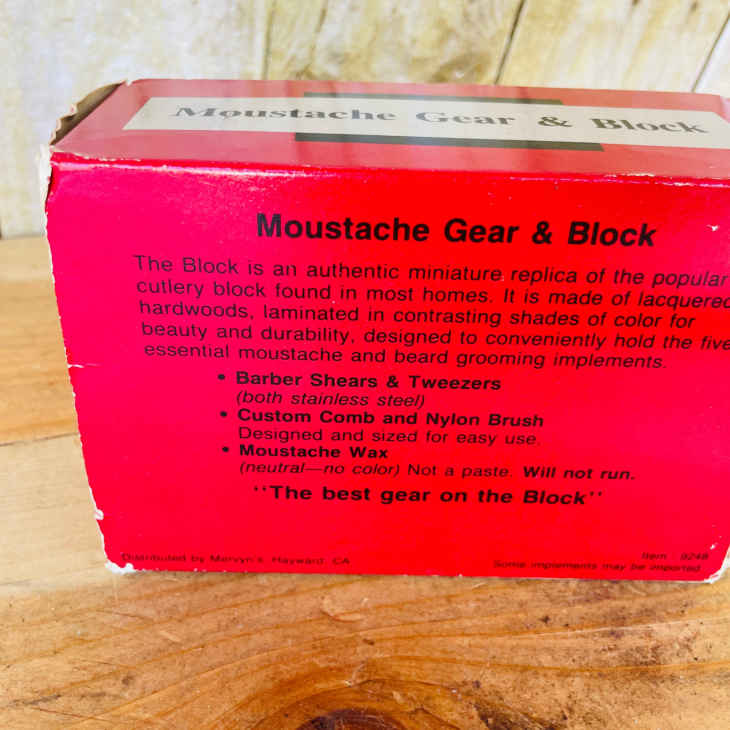 Moustache Gear & Block
Moustache Gear & Block
The Block is an authentic miniature replica of the popular
cutlery block found in most homes. It is made of lacquered
hardwoods, laminated in contrasting shades of color for
beauty and durability, designed to conveniently hold the five
essential moustache and beard grooming implements.
• Barber Shears & Tweezers
(both stainless steel)
• Custom Comb and Nylon Brush
Designed and sized for easy use.
• Moustache Wax
(neutral—no color) Not a paste. Will not run.
"The best gear on the Block"
Distributed by Mervyn's, Hayward, CA
Item : 9248
Some implements may be imported